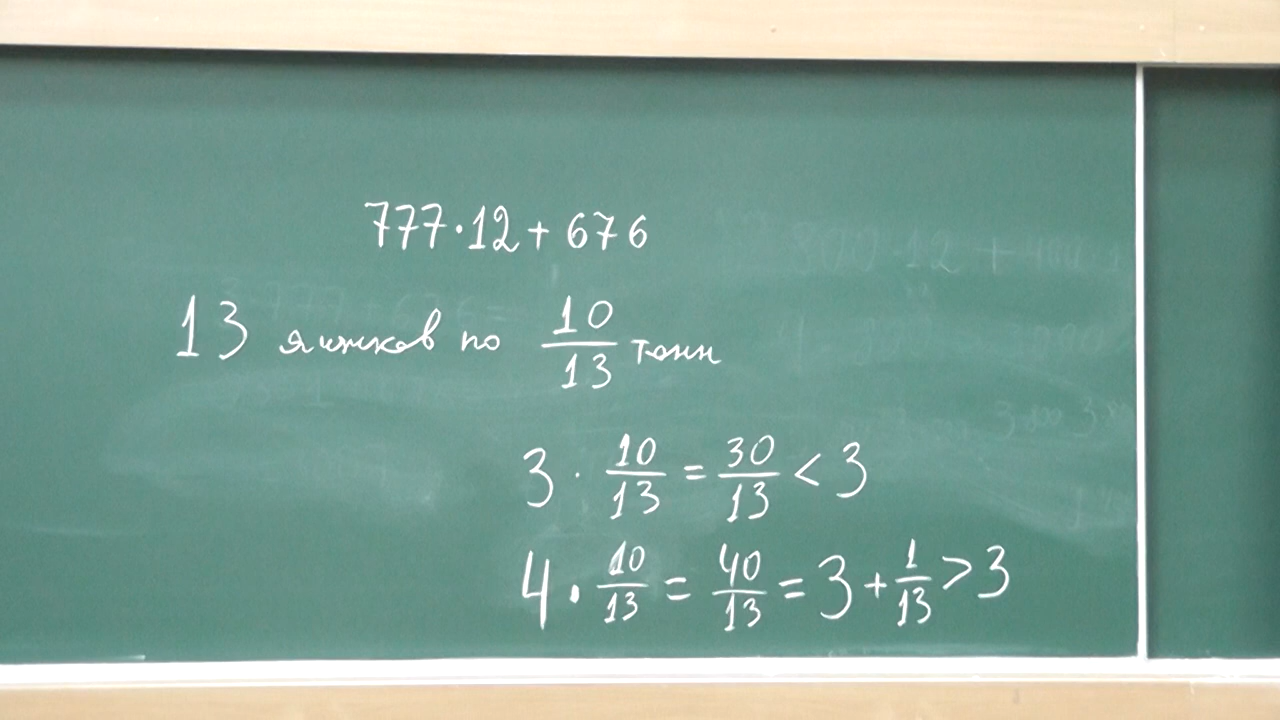 777·12+676
13 ящиков по 10/13 тонн
3 · 10/13 = 30/13 < 3
4 · 10/13 = 40/13 = 3 + 1/13 > 3